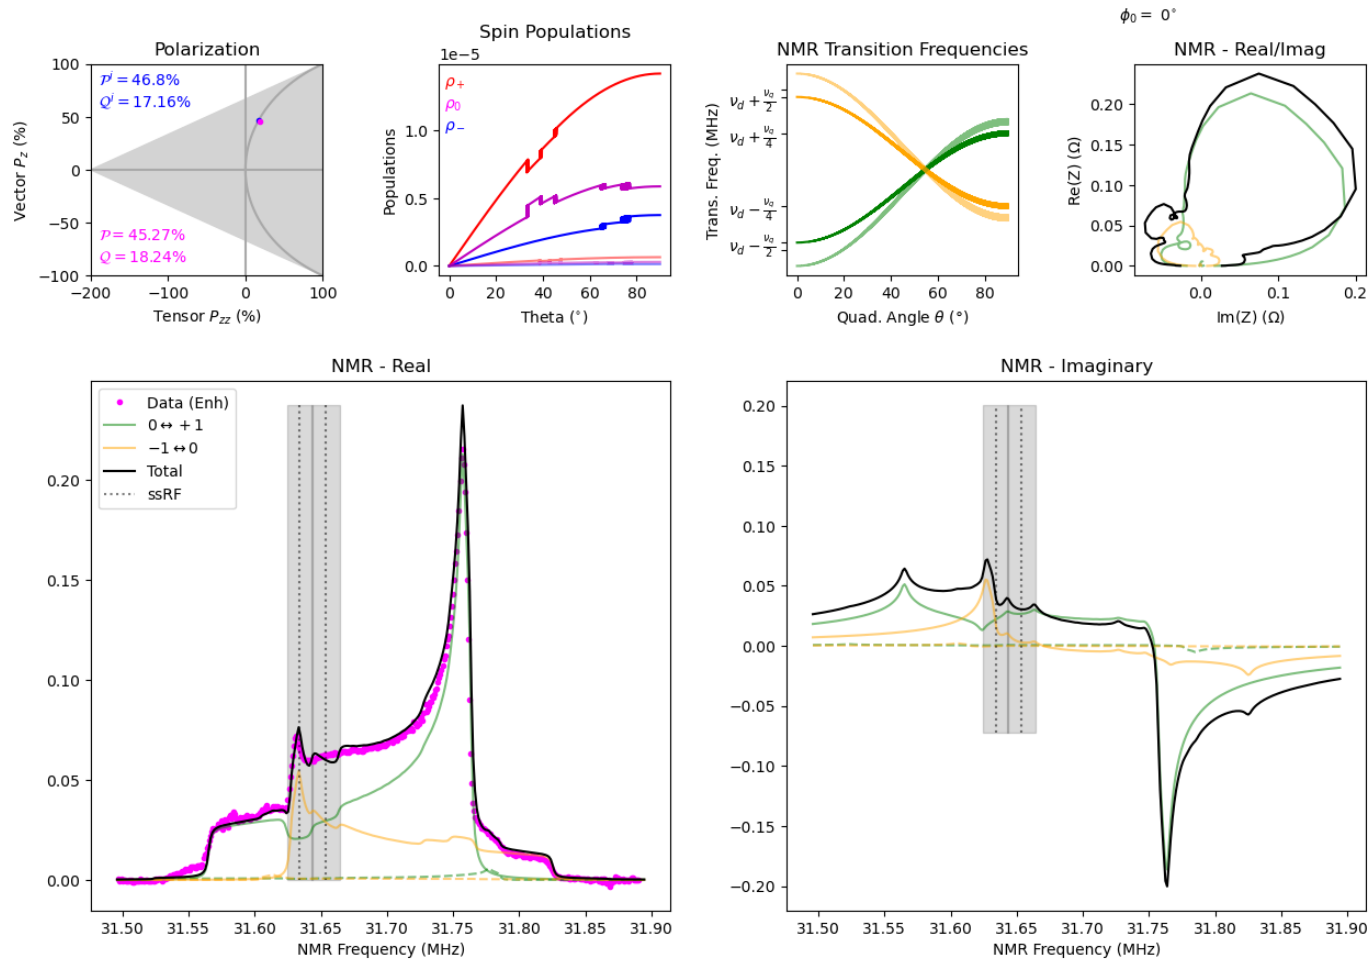 ϕ₀ = 0°
Polarization
𝒫ⁱ = 46.8%
𝒬ⁱ = 17.16%
𝒫 = 45.27%
𝒬 = 18.24%
100
50
0
−50
−100
−200
−100
0
100
Vector P_Z (%)
Tensor P_zz (%)
Spin Populations
1e−5
ρ₊
ρ₀
ρ₋
1.0
0.5
0.0
0
20
40
60
80
Populations
Theta (°)
NMR Transition Frequencies
ν_d + ν_q/2
ν_d + ν_q/4
ν_d − ν_q/4
ν_d − ν_q/2
0
20
40
60
80
Trans. Freq. (MHz)
Quad. Angle θ (°)
NMR - Real/Imag
0.20
0.15
0.10
0.05
0.00
0.0
0.1
0.2
Re(Z) (Ω)
Im(Z) (Ω)
NMR - Real
Data (Enh)
0 ↔ +1
−1 ↔ 0
Total
ssRF
0.20
0.15
0.10
0.05
0.00
31.50
31.55
31.60
31.65
31.70
31.75
31.80
31.85
31.90
NMR Frequency (MHz)
NMR - Imaginary
0.20
0.15
0.10
0.05
0.00
−0.05
−0.10
−0.15
−0.20
31.50
31.55
31.60
31.65
31.70
31.75
31.80
31.85
31.90
NMR Frequency (MHz)